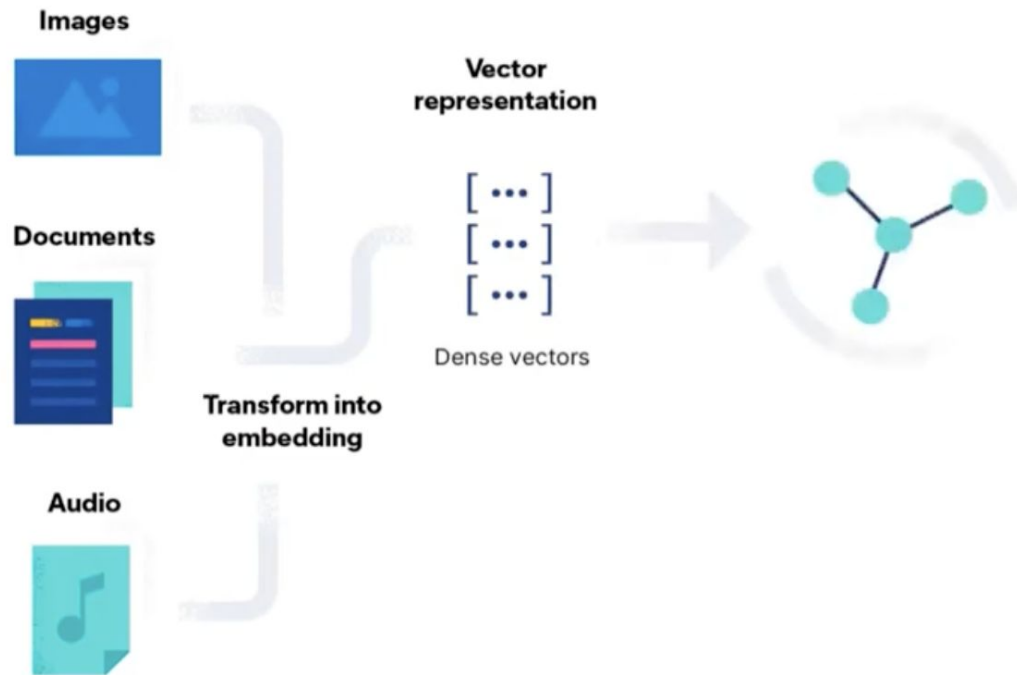 Images
Vector
representation
[ ••• ]
[ ••• ]
[ ••• ]
Dense vectors
Documents
Transform into
embedding
Audio